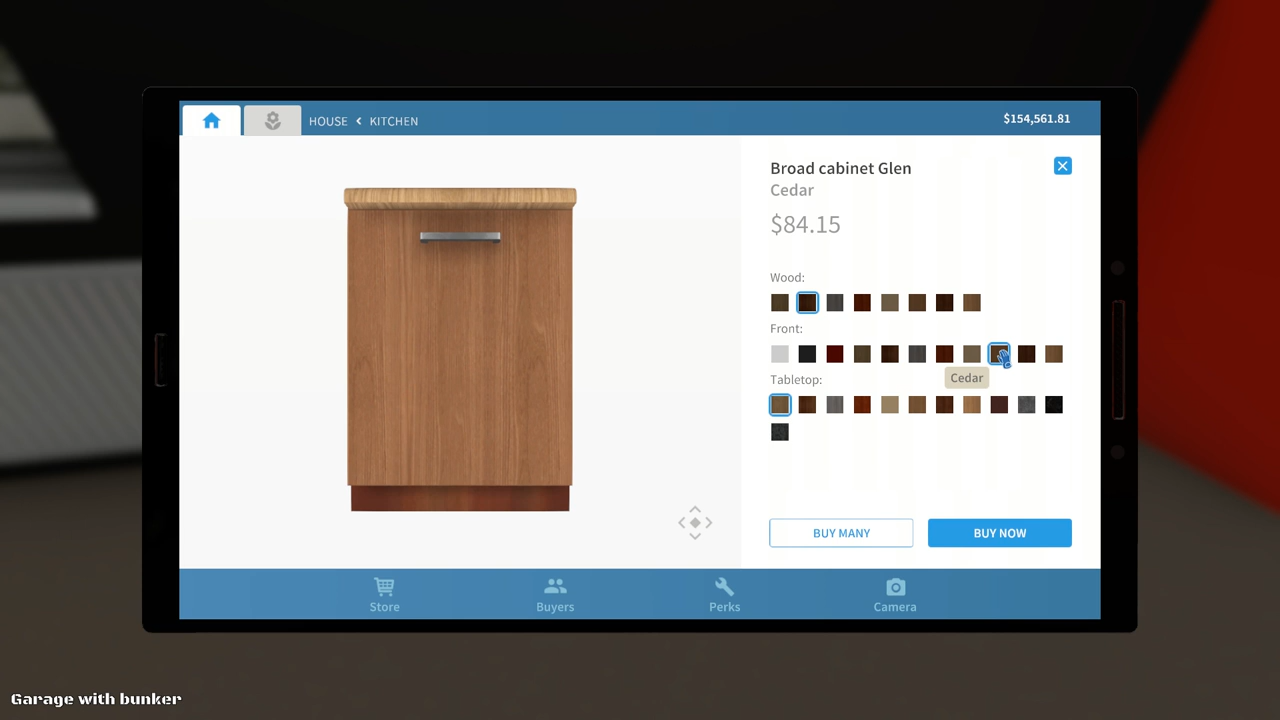 HOUSE < KITCHEN
$154,561.81
Broad cabinet Glen
Cedar
$84.15
Wood:
Front:
Cedar
Tabletop:
BUY MANY
BUY NOW
Store
Buyers
Perks
Camera
Garage with bunker